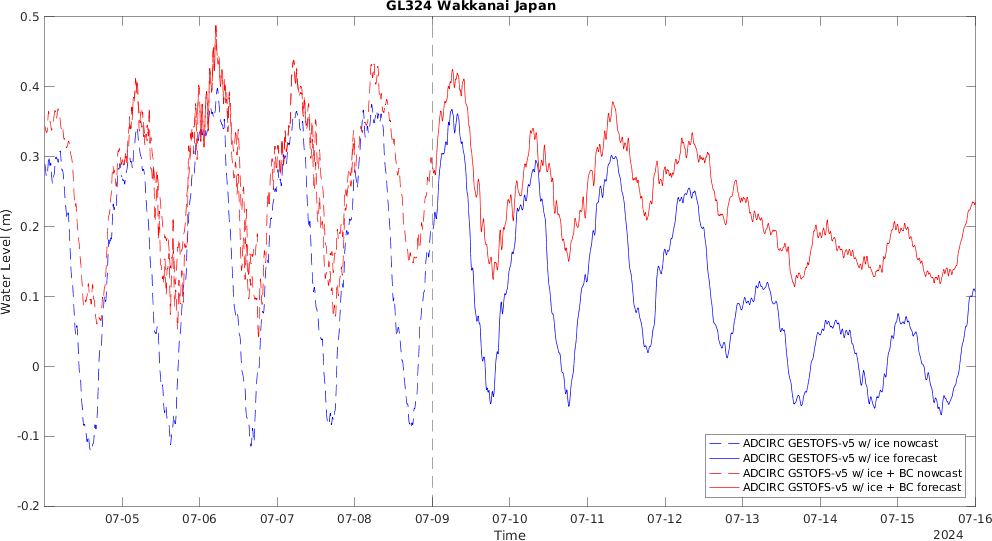 GL324 Wakkanai Japan
0.5
0.4
0.3
0.2
0.1
0
-0.1
-0.2
Water Level (m)
ADCIRC GESTOFS-v5 w/ ice nowcast
ADCIRC GESTOFS-v5 w/ ice forecast
ADCIRC GSTOFS-v5 w/ ice + BC nowcast
ADCIRC GSTOFS-v5 w/ ice + BC forecast
07-05 07-06 07-07 07-08 07-09 07-10 07-11 07-12 07-13 07-14 07-15 07-16
Time
2024